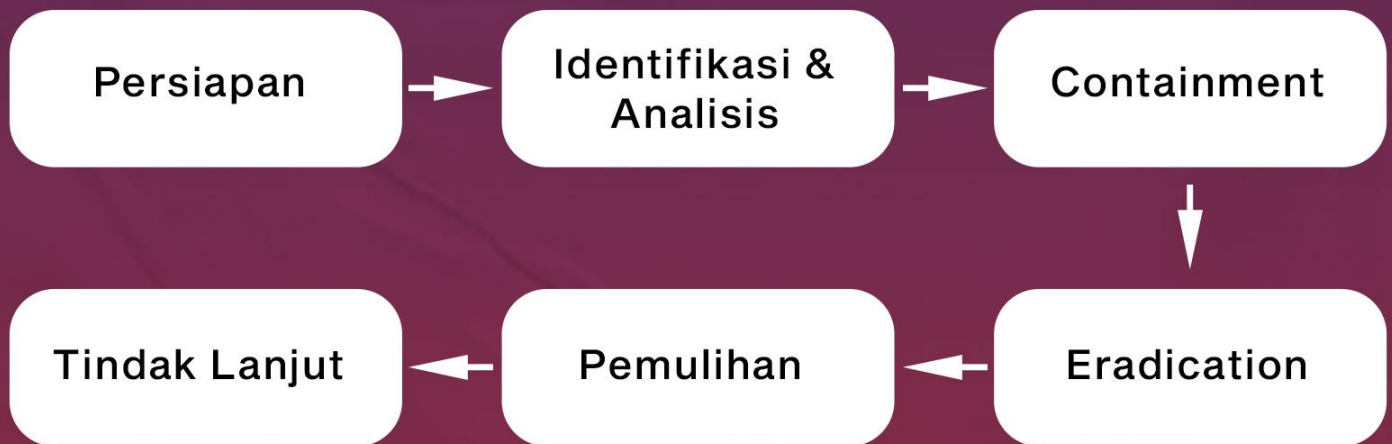 Persiapan
Identifikasi &
Analisis
Containment
Eradication
Pemulihan
Tindak Lanjut